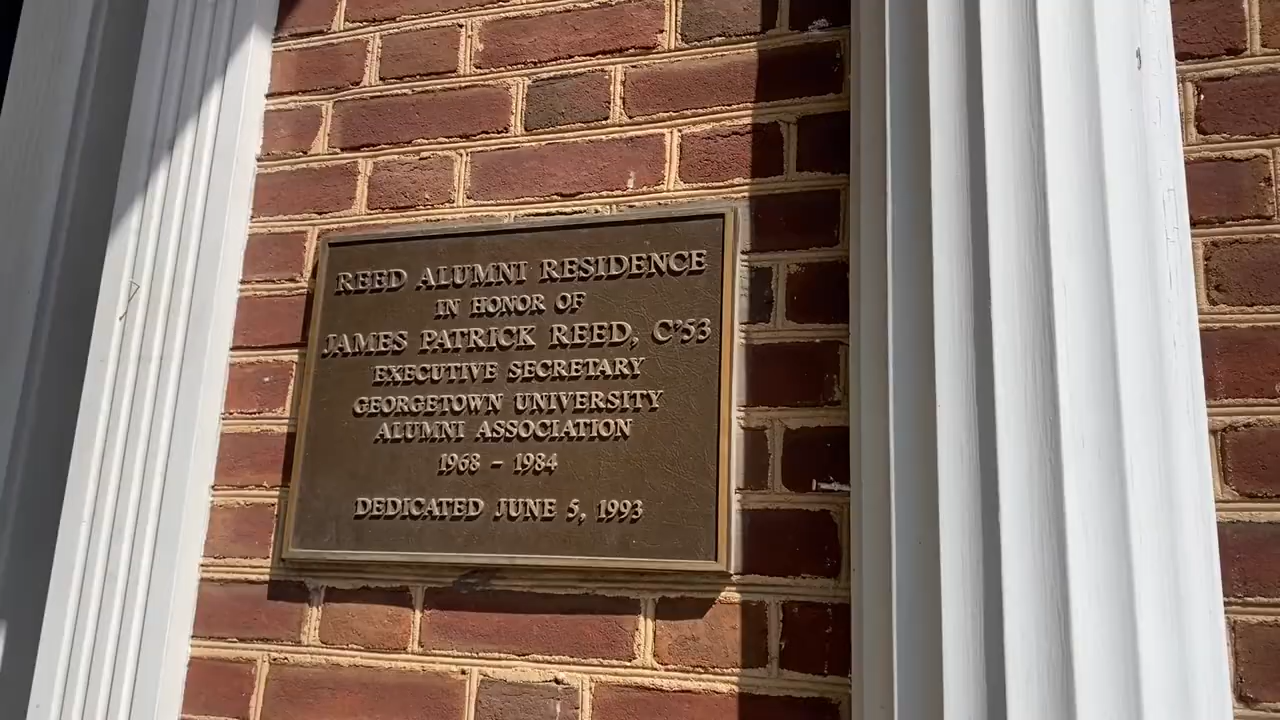 REED ALUMNI RESIDENCE
IN HONOR OF
JAMES PATRICK REED, C'53
EXECUTIVE SECRETARY
GEORGETOWN UNIVERSITY
ALUMNI ASSOCIATION
1968 - 1984
DEDICATED JUNE 5, 1993